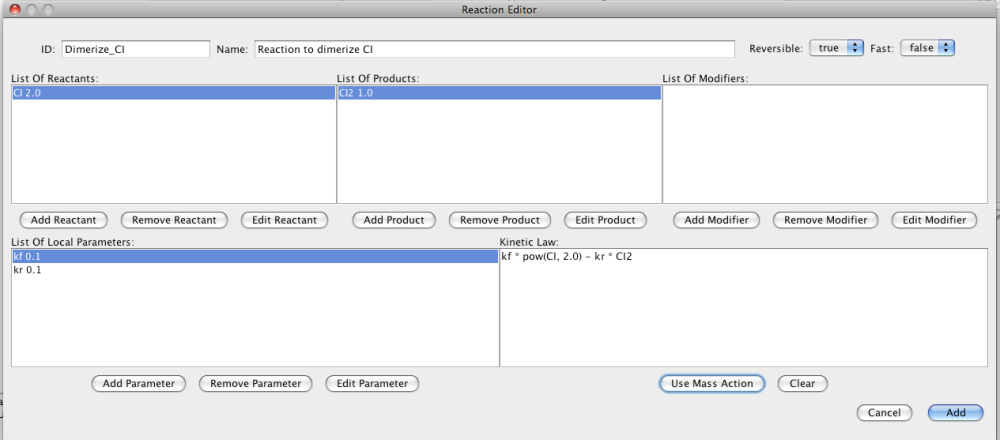 Reaction Editor
ID: Dimerize_CI Name: Reaction to dimerize CI Reversible: true Fast: false
List Of Reactants: List Of Products: List Of Modifiers:
CI 2.0 CI2 1.0
Add Reactant Remove Reactant Edit Reactant Add Product Remove Product Edit Product Add Modifier Remove Modifier Edit Modifier
List Of Local Parameters: Kinetic Law:
kf 0.1 kf * pow(CI, 2.0) - kr * CI2
kr 0.1
Add Parameter Remove Parameter Edit Parameter Use Mass Action Clear
Cancel Add